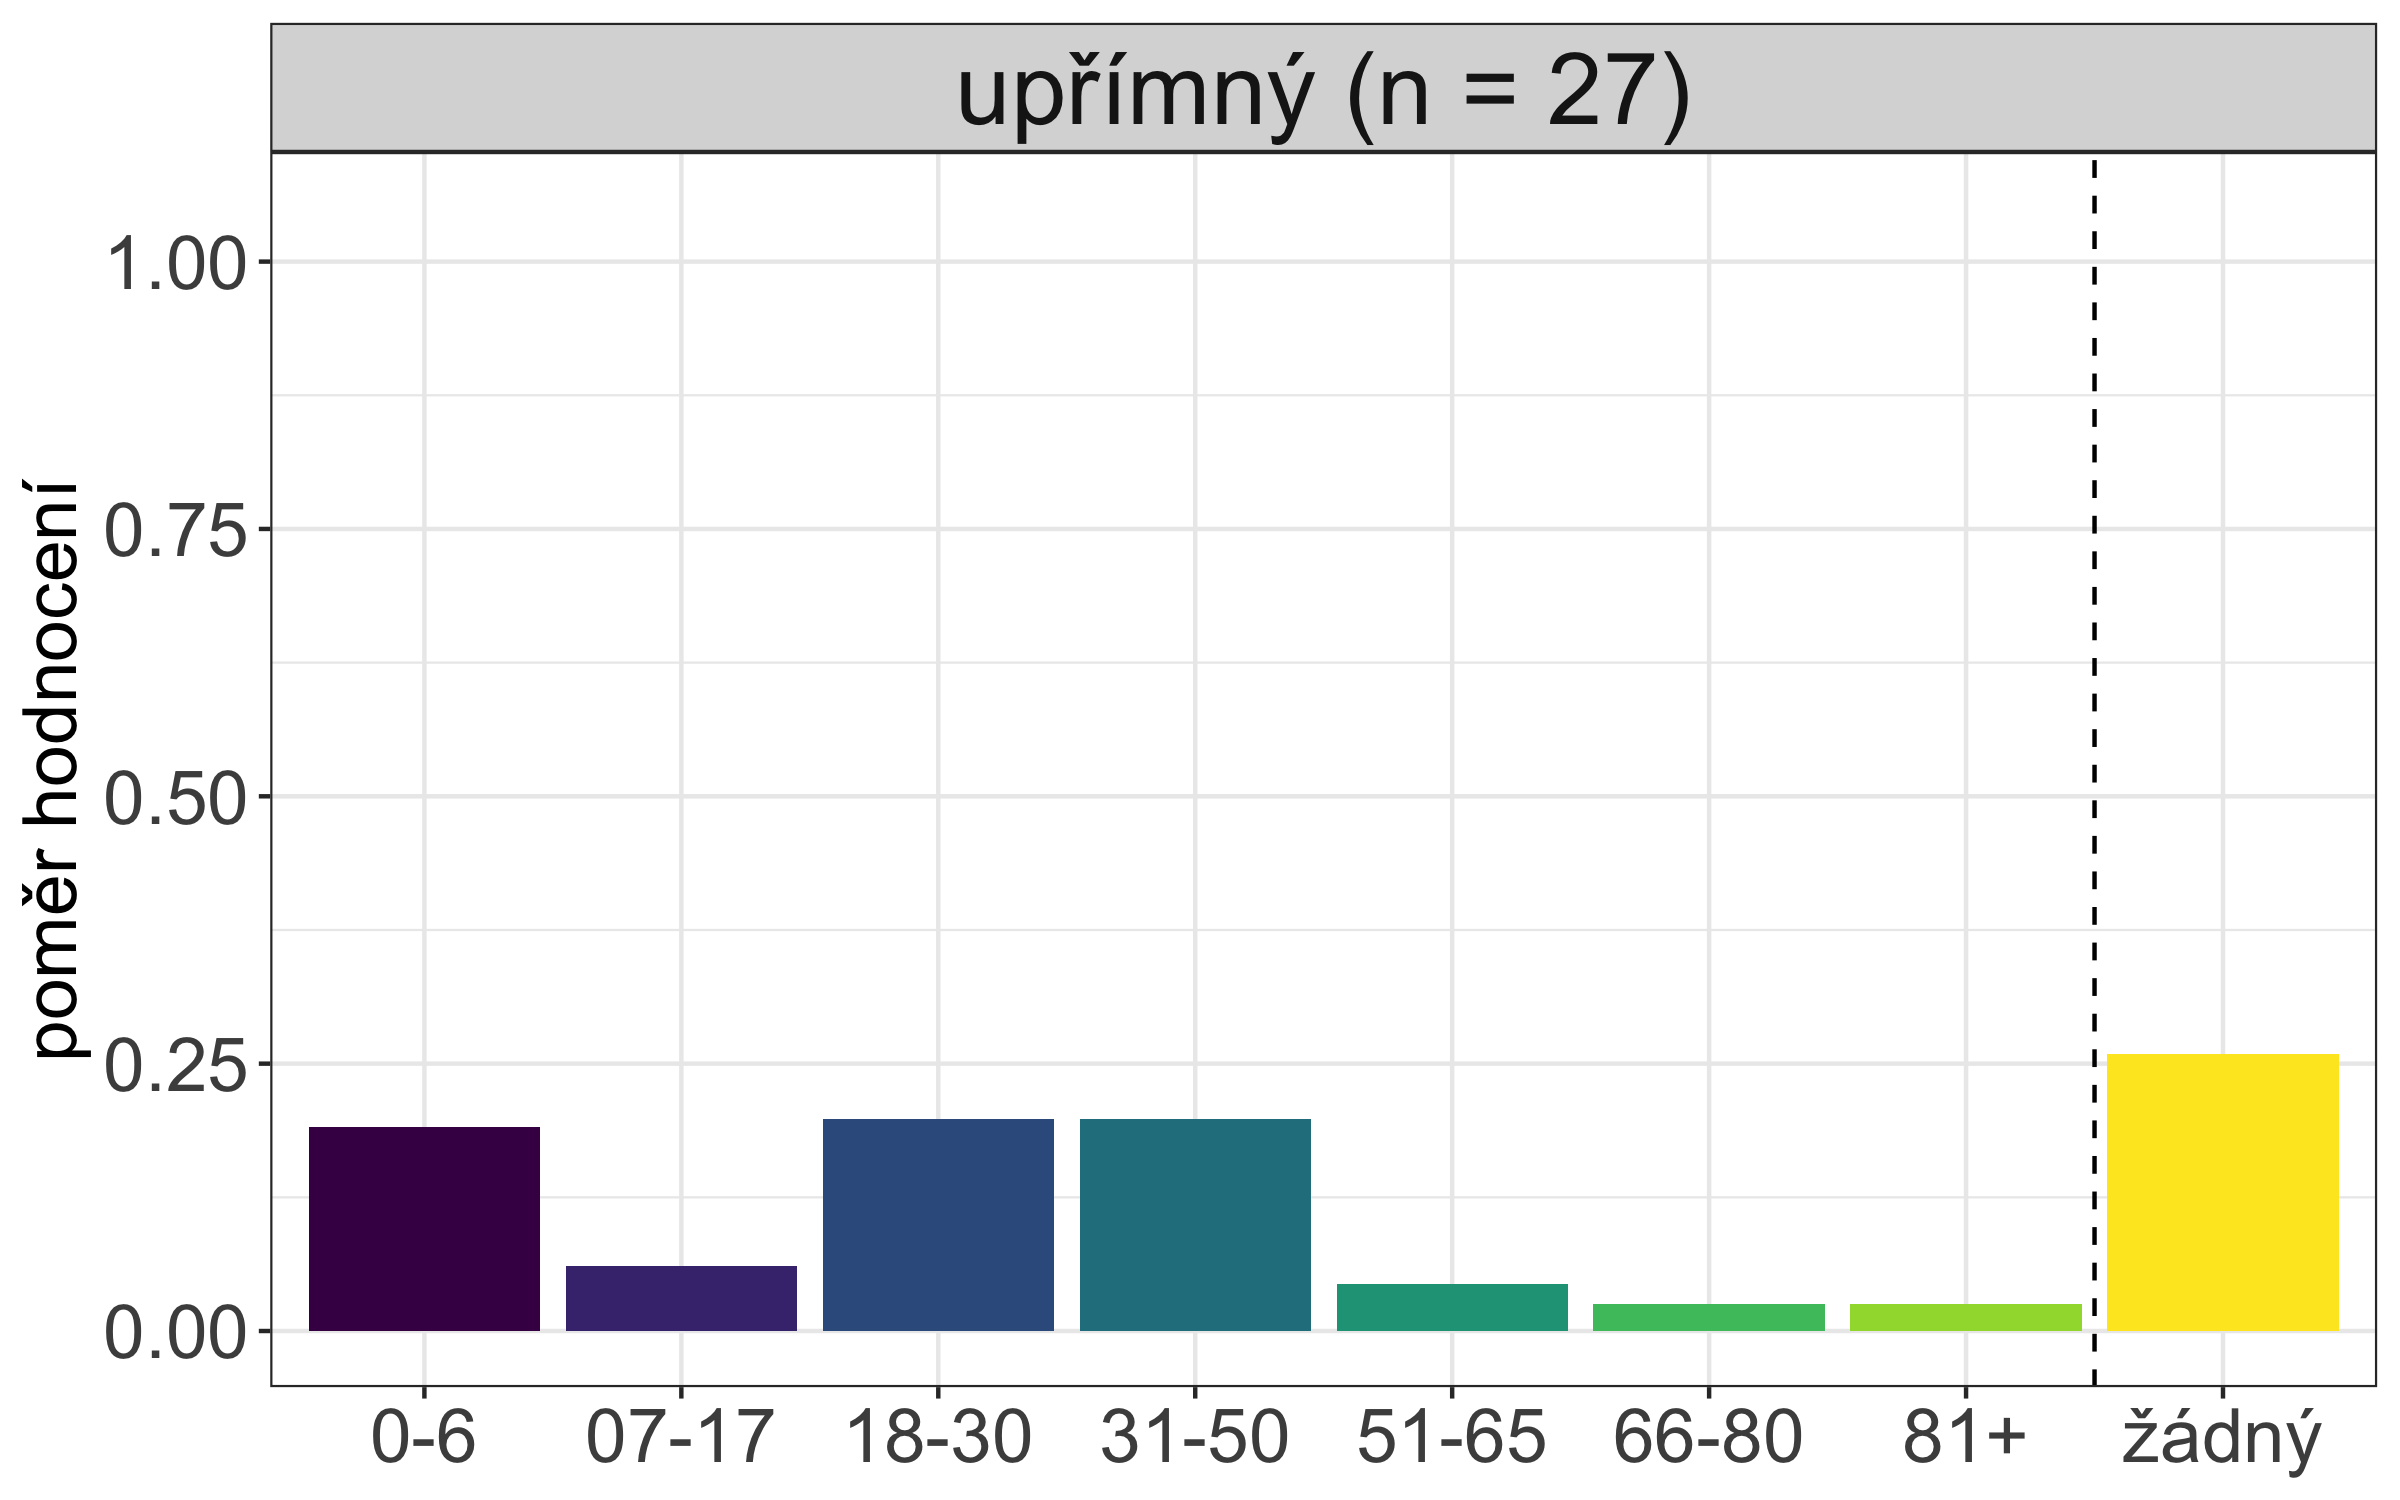 upřímný (n = 27)
poměr hodnocení
1.00
0.75
0.50
0.25
0.00
0-6 07-17 18-30 31-50 51-65 66-80 81+ žádný